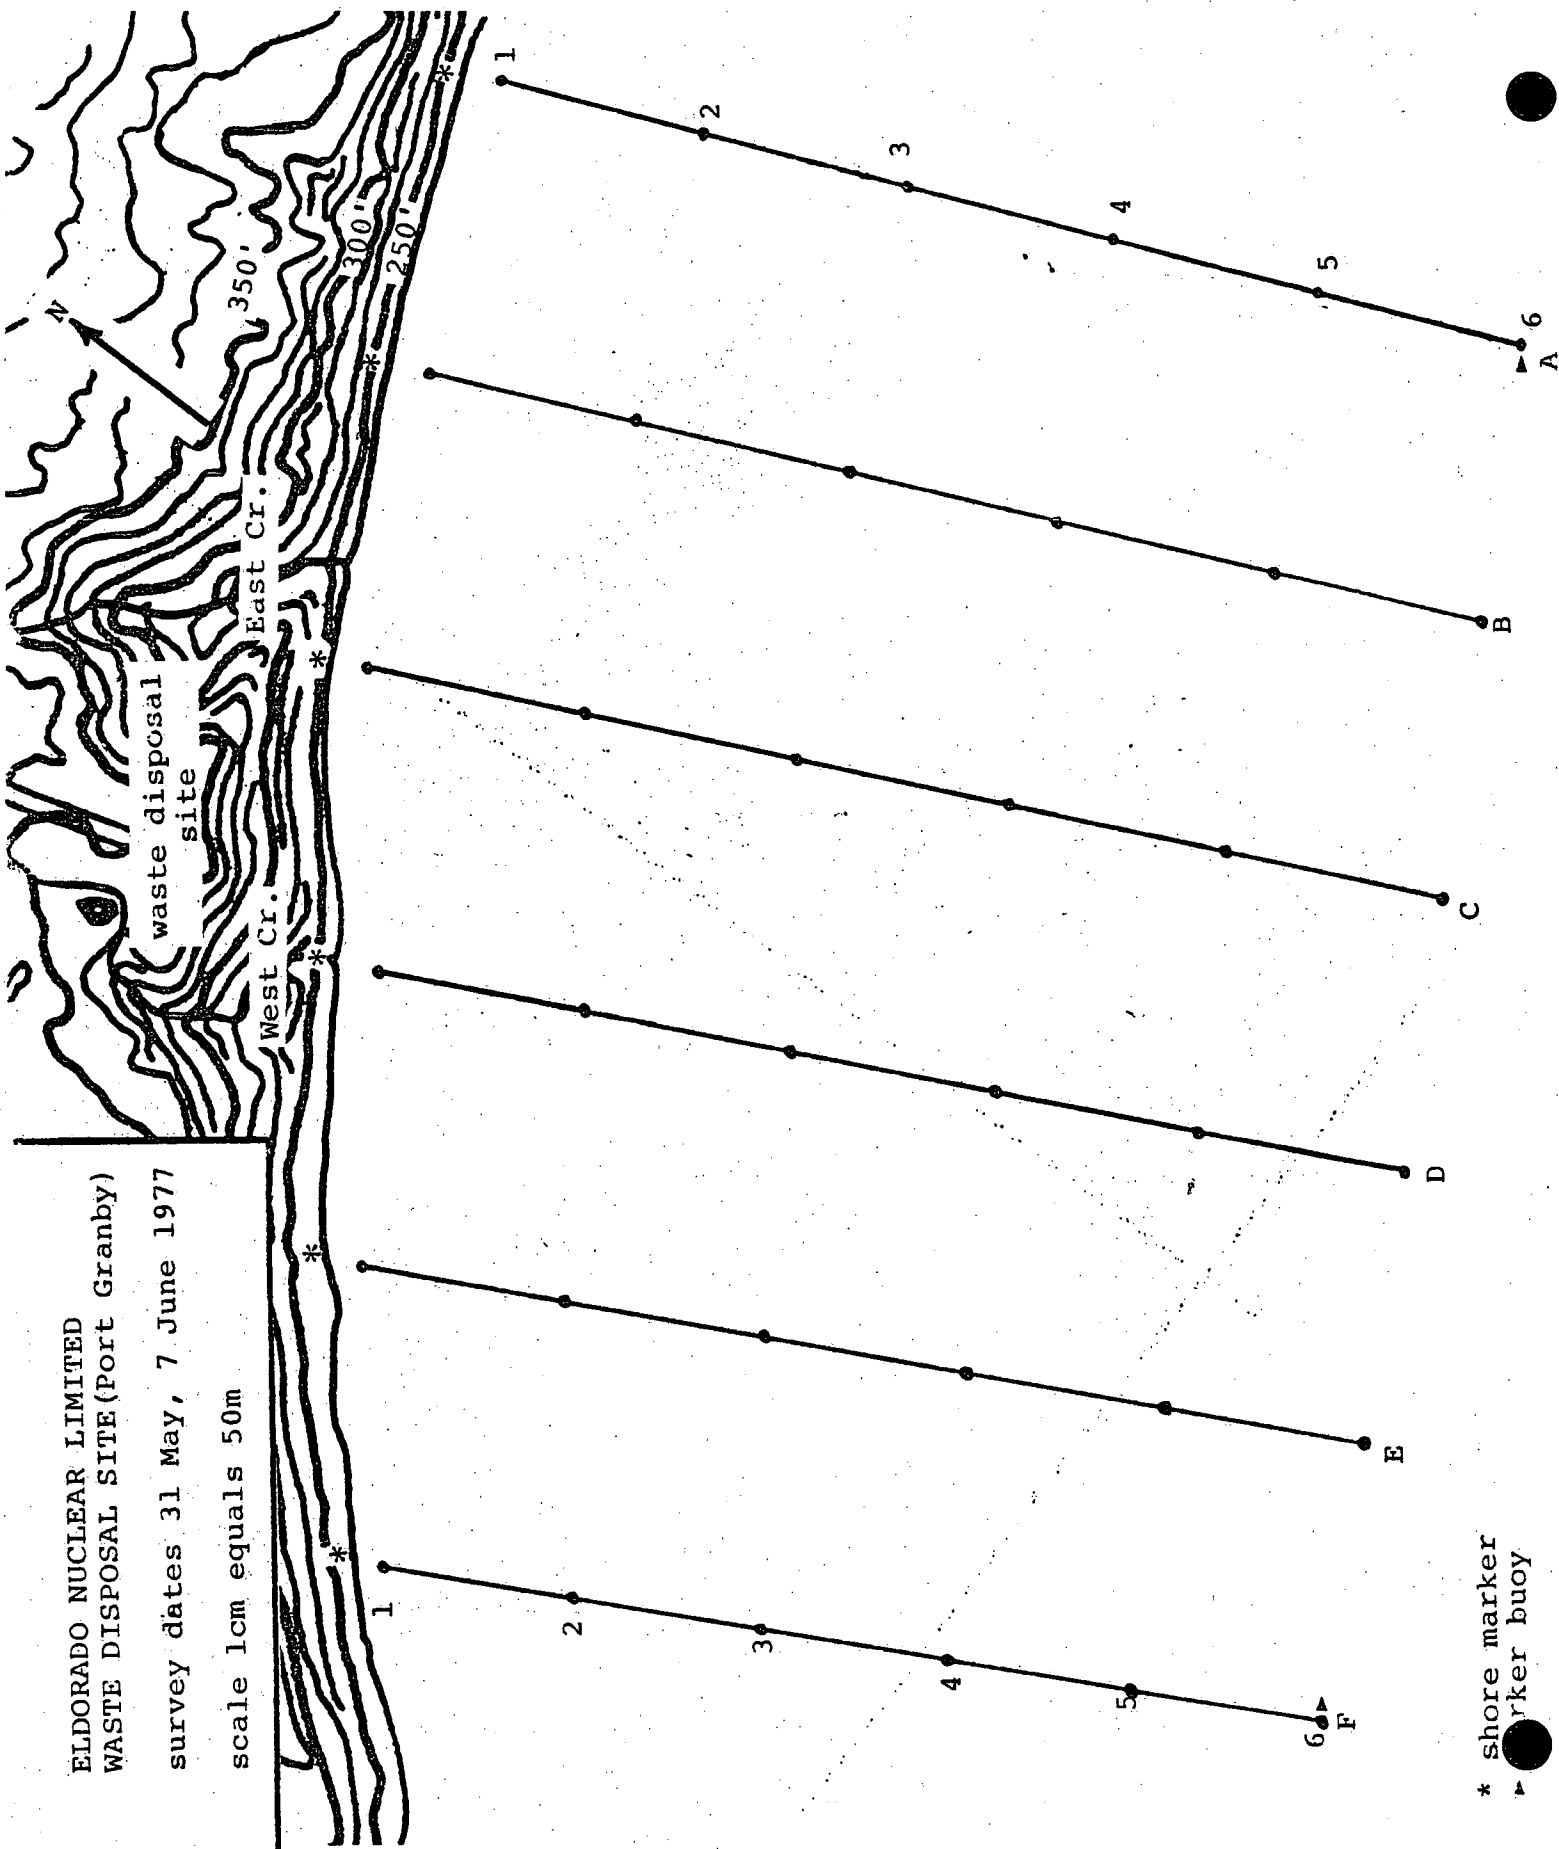 ELDORADO NUCLEAR LIMITED
WASTE DISPOSAL SITE(Port Granby)
survey dates 31 May, 7 June 1977
scale 1cm equals 50m
N
350'
300'
250'
waste disposal
site
East Cr.
West Cr.
1
2
3
4
5
6
A
B
C
D
E
1
2
3
4
5
6
F
* shore marker
rker buoy